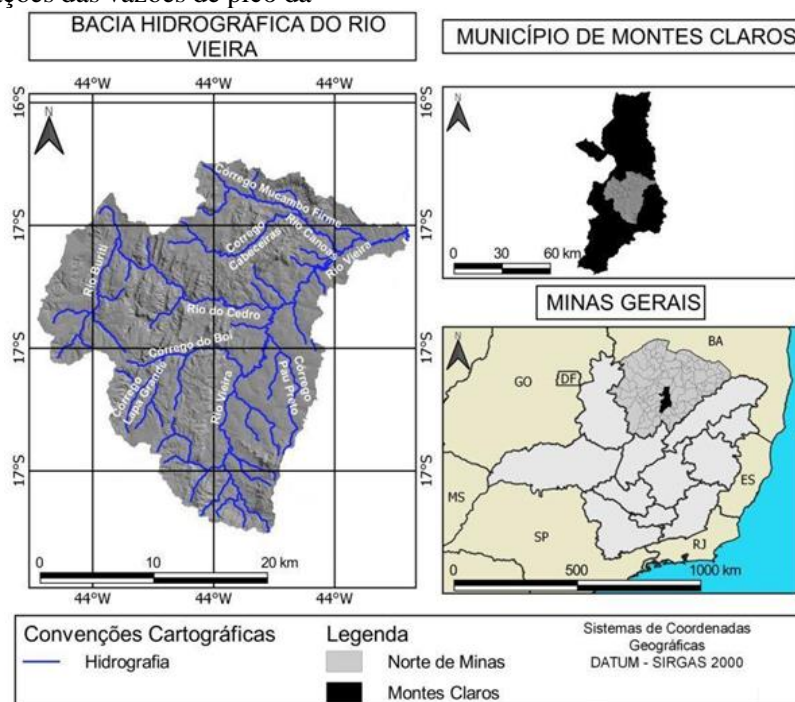 ções das vazões de pico da
BACIA HIDROGRÁFICA DO RIO
VIEIRA
44°W 44°W 44°W
16°S 16°S
N
17°S 17°S
17°S 17°S
17°S 17°S
Córrego Mucambo Firme
Rio Canoas
Córrego
Cabeceiras
Rio Vieira
Rio Buriti
Rio do Cedro
Córrego do Boi
Córrego
Lapa Grande
Rio Vieira
Córrego
Pau Preto
0 10 20 km
44°W 44°W 44°W
MUNICÍPIO DE MONTES CLAROS
N
0 30 60 km
MINAS GERAIS
N
BA
GO
DF
MS
ES
SP
RJ
0 500 1000 km
Convenções Cartográficas
Hidrografia
Legenda
Norte de Minas
Montes Claros
Sistemas de Coordenadas
Geográficas
DATUM - SIRGAS 2000